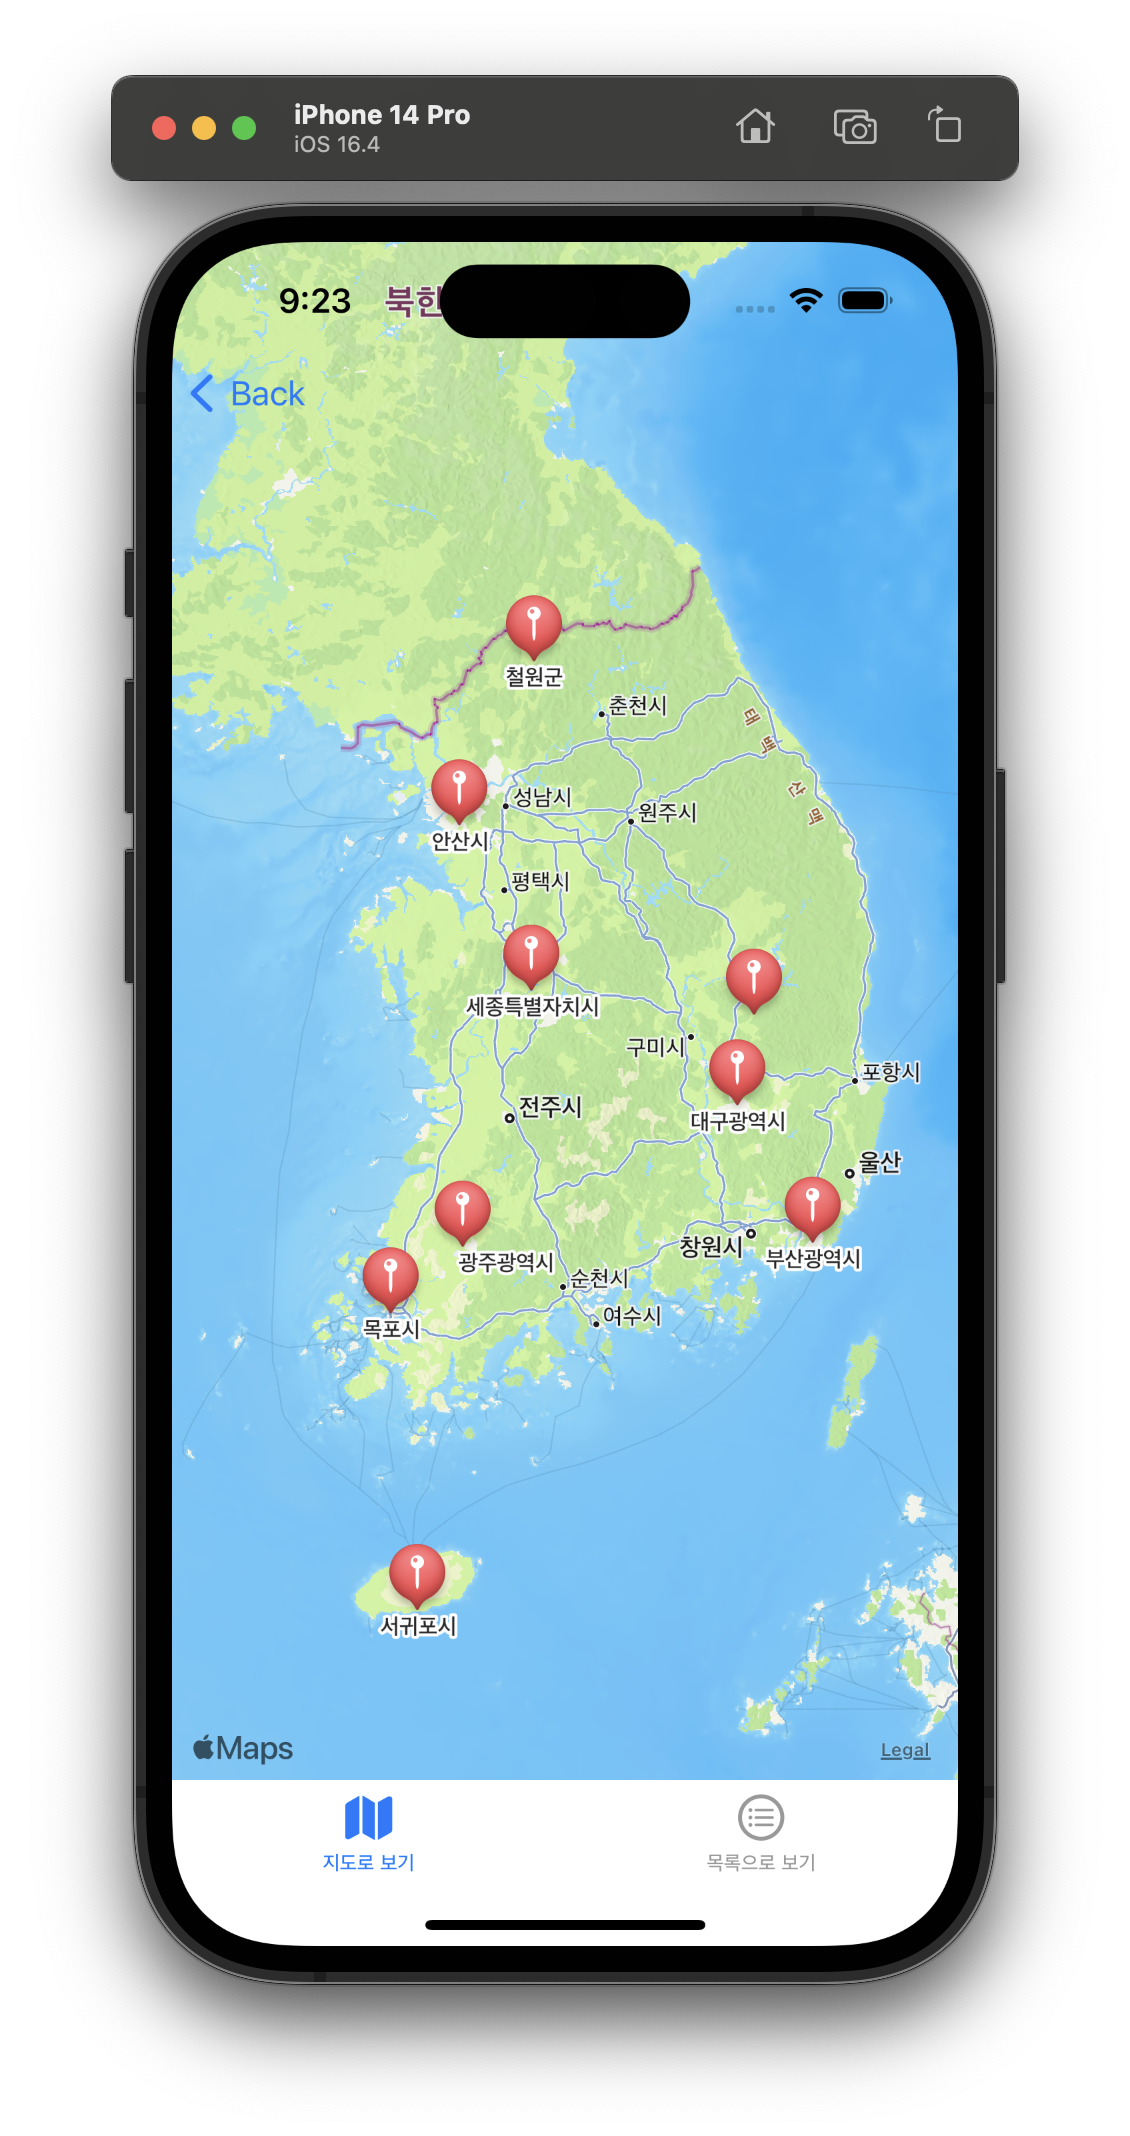 iPhone 14 Pro
iOS 16.4
9:23
북한
Back
철원군
춘천시
태백산맥
성남시
원주시
안산시
평택시
세종특별자치시
구미시
포항시
전주시
대구광역시
울산
창원시
부산광역시
광주광역시
순천시
여수시
목포시
서귀포시
Maps
Legal
지도로 보기
목록으로 보기